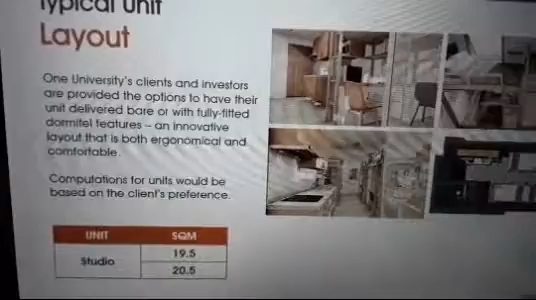 Typical Unit
Layout
One University's clients and investors
are provided the options to have their
unit delivered bare or with fully-fitted
dormitel features – an innovative
layout that is both ergonomical and
comfortable.
Computations for units would be
based on the client's preference.
UNIT SQM
Studio 19.5
20.5